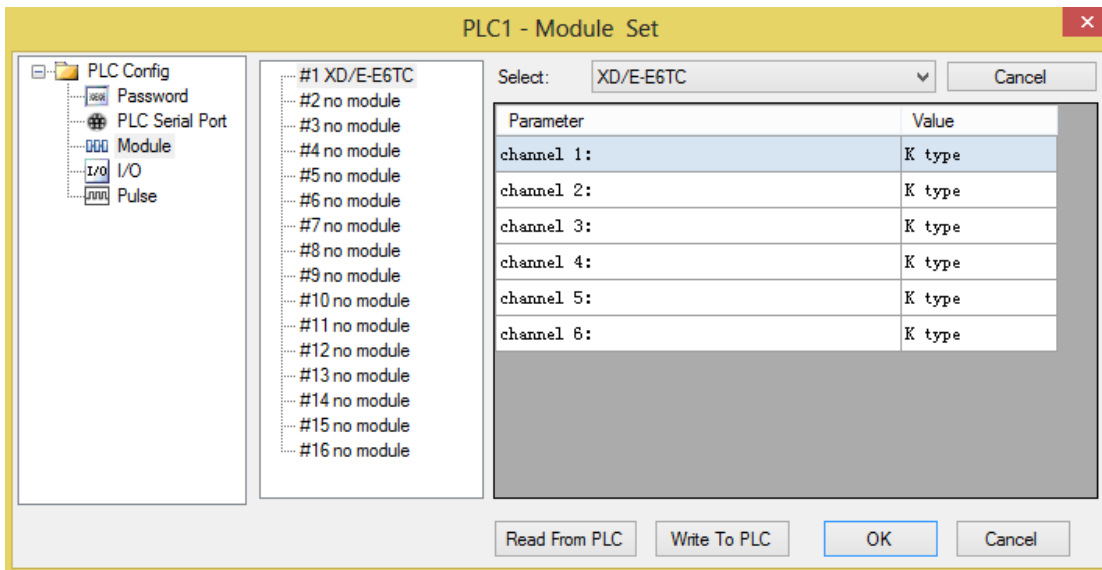 PLC1 - Module Set
PLC Config
Password
PLC Serial Port
Module
I/O I/O
Pulse
#1 XD/E-E6TC
#2 no module
#3 no module
#4 no module
#5 no module
#6 no module
#7 no module
#8 no module
#9 no module
#10 no module
#11 no module
#12 no module
#13 no module
#14 no module
#15 no module
#16 no module
Select: XD/E-E6TC Cancel
Parameter Value
channel 1: K type
channel 2: K type
channel 3: K type
channel 4: K type
channel 5: K type
channel 6: K type
Read From PLC Write To PLC OK Cancel